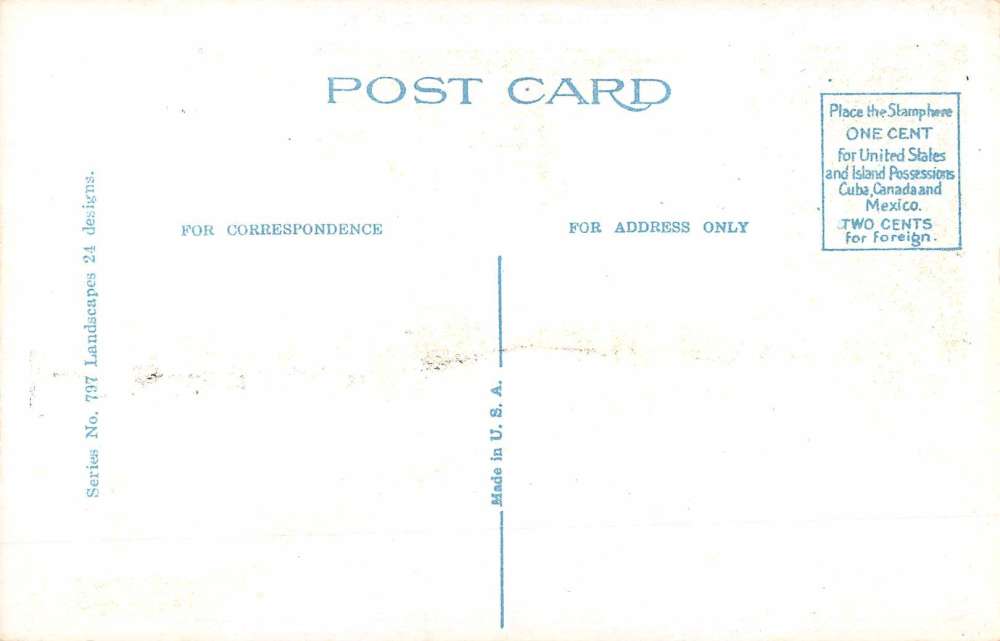 POST CARD
Place the Stamp here
ONE CENT
for United States
and Island Possessions
Cuba, Canada and
Mexico.
TWO CENTS
for foreign.
FOR CORRESPONDENCE
FOR ADDRESS ONLY
Series No. 797 Landscapes 24 designs.
Made in U. S. A.